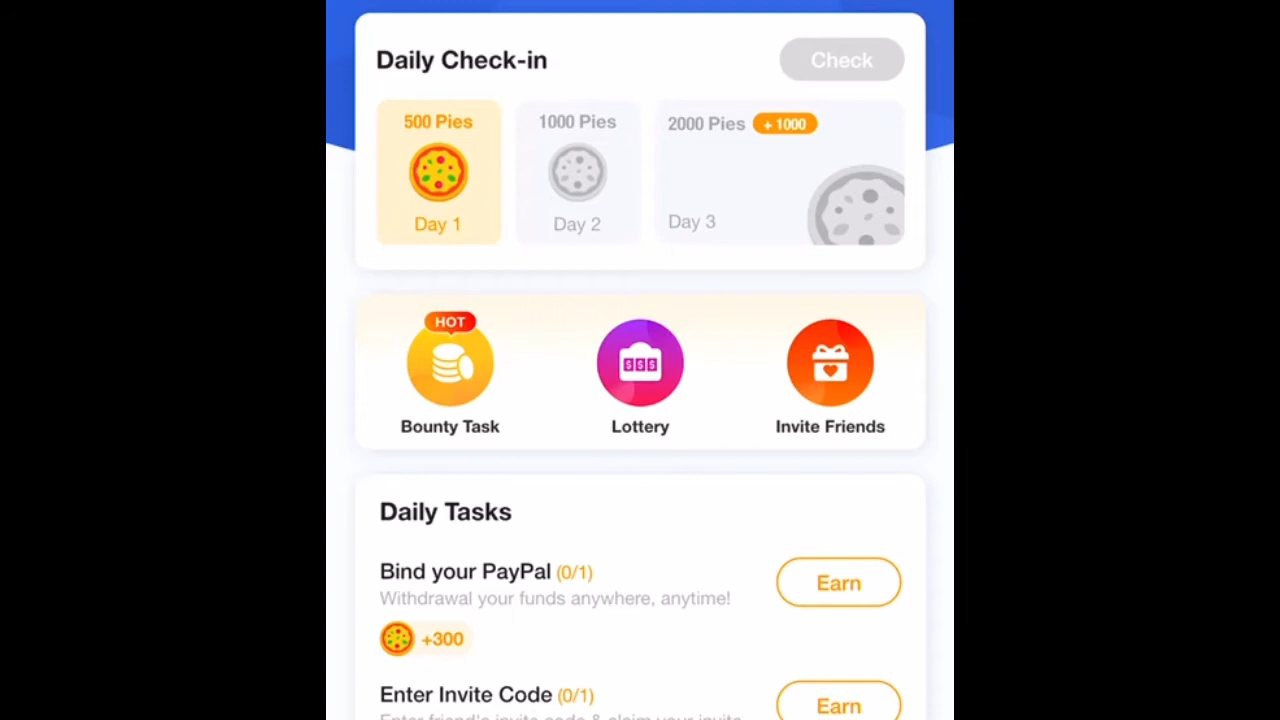 Daily Check-in
Check
500 Pies
1000 Pies
2000 Pies +1000
Day 1
Day 2
Day 3
HOT
$ $ $
Bounty Task
Lottery
Invite Friends
Daily Tasks
Bind your PayPal (0/1)
Earn
Withdrawal your funds anywhere, anytime!
+300
Enter Invite Code (0/1)
Earn
Enter friend's invite code & claim your invite